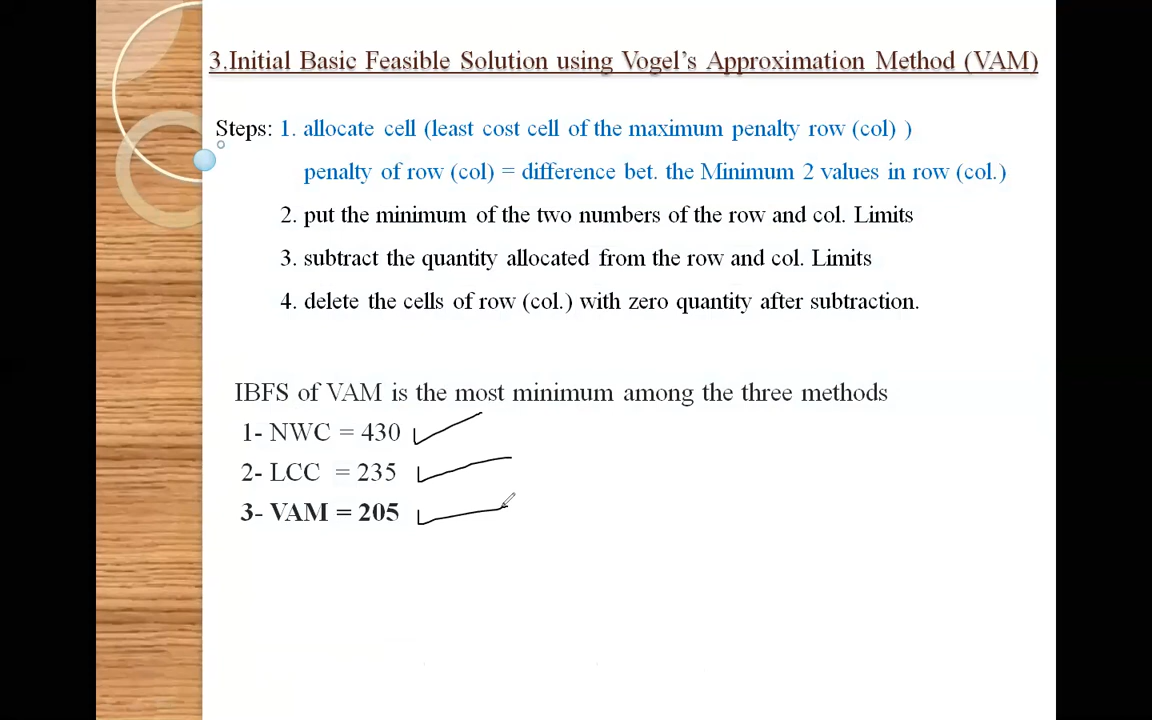 3.Initial Basic Feasible Solution using Vogel’s Approximation Method (VAM)
Steps: 1. allocate cell (least cost cell of the maximum penalty row (col) )
penalty of row (col) = difference bet. the Minimum 2 values in row (col.)
2. put the minimum of the two numbers of the row and col. Limits
3. subtract the quantity allocated from the row and col. Limits
4. delete the cells of row (col.) with zero quantity after subtraction.
IBFS of VAM is the most minimum among the three methods
1- NWC = 430
2- LCC = 235
3- VAM = 205